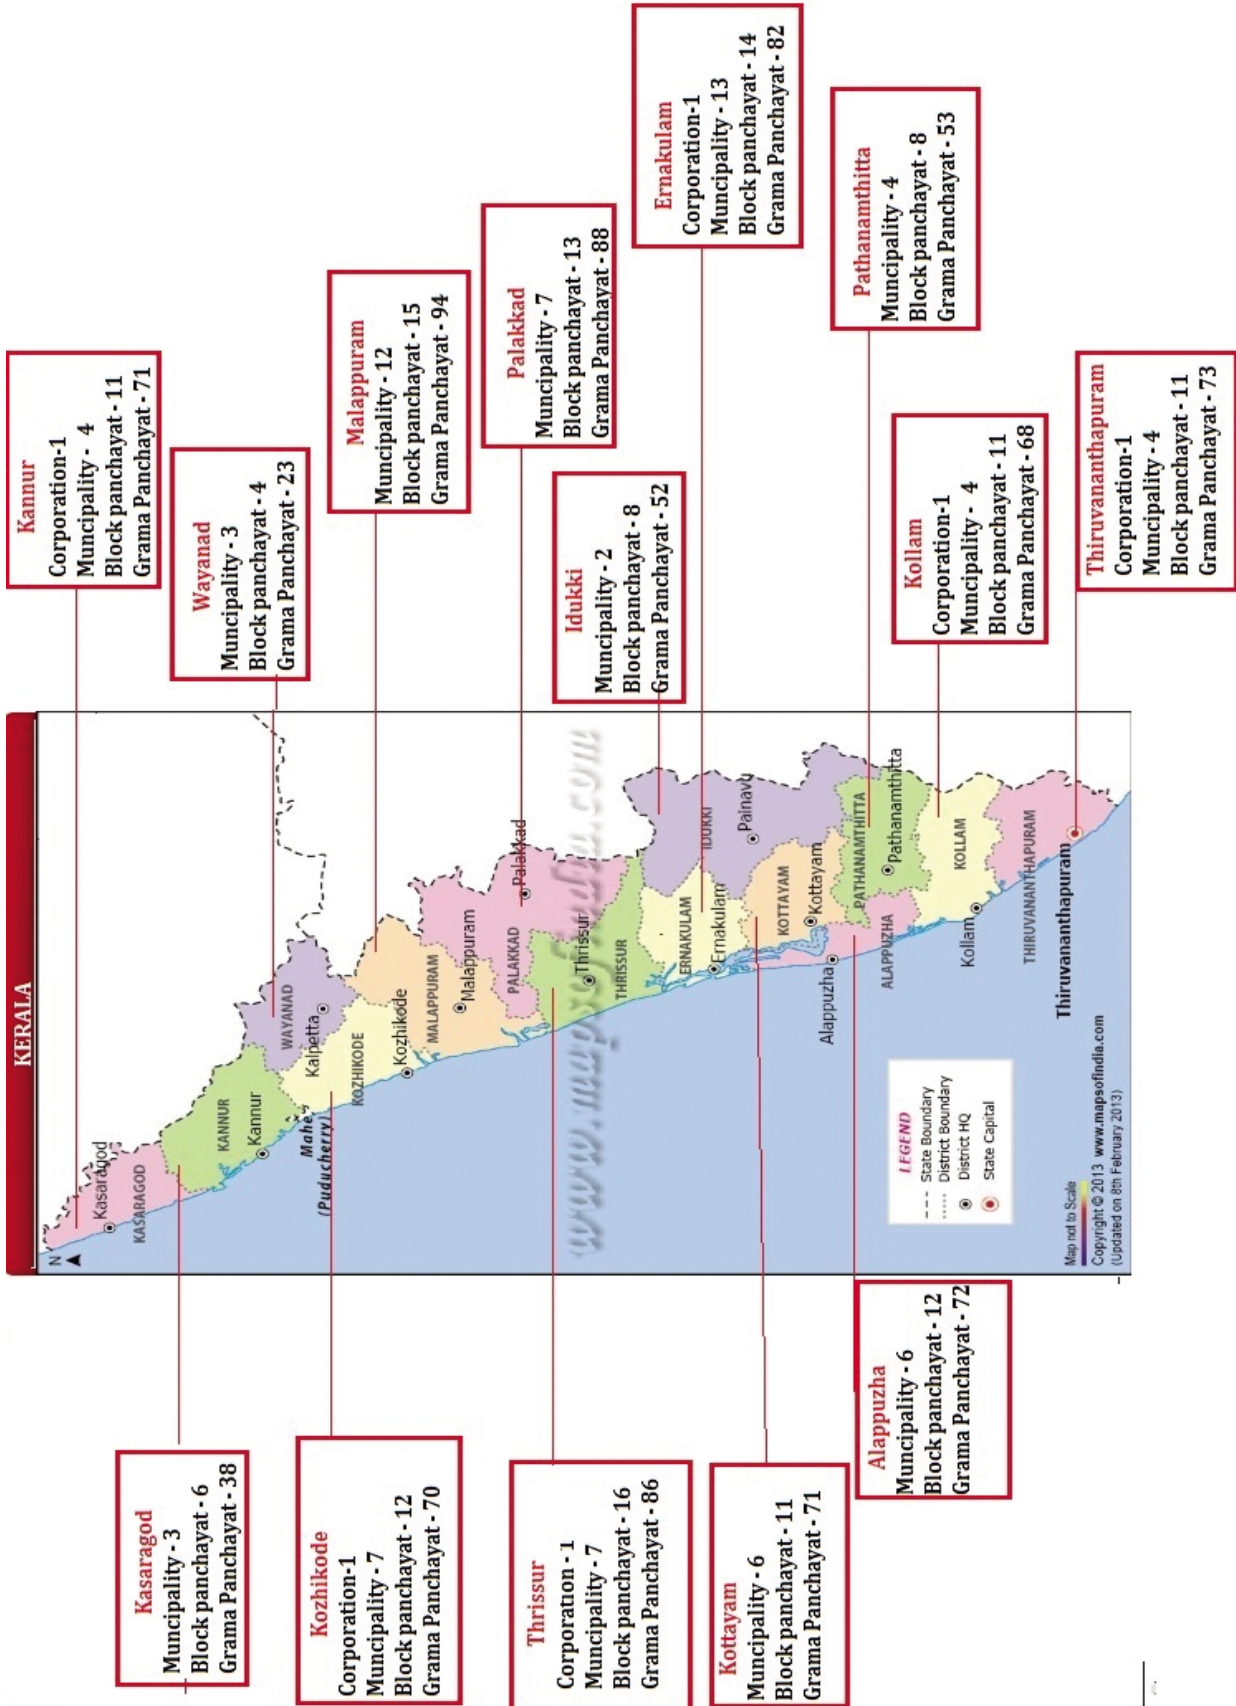 KERALA
Kannur
Corporation-1
Muncipality - 4
Block panchayat - 11
Grama Panchayat - 71
Wayanad
Muncipality - 3
Block panchayat - 4
Grama Panchayat - 23
Malappuram
Muncipality - 12
Block panchayat - 15
Grama Panchayat - 94
Palakkad
Muncipality - 7
Block panchayat - 13
Grama Panchayat - 88
Idukki
Muncipality - 2
Block panchayat - 8
Grama Panchayat - 52
Ernakulam
Corporation-1
Muncipality - 13
Block panchayat - 14
Grama Panchayat - 82
Pathanamthitta
Muncipality - 4
Block panchayat - 8
Grama Panchayat - 53
Kollam
Corporation-1
Muncipality - 4
Block panchayat - 11
Grama Panchayat - 68
Thiruvananthapuram
Corporation-1
Muncipality - 4
Block panchayat - 11
Grama Panchayat - 73
Kasaragod
Muncipality - 3
Block panchayat - 6
Grama Panchayat - 38
Kozhikode
Corporation-1
Muncipality - 7
Block panchayat - 12
Grama Panchayat - 70
Thrissur
Corporation - 1
Muncipality - 7
Block panchayat - 16
Grama Panchayat - 86
Kottayam
Muncipality - 6
Block panchayat - 11
Grama Panchayat - 71
Alappuzha
Muncipality - 6
Block panchayat - 12
Grama Panchayat - 72
N
Kasaragod
KASARAGOD
KANNUR
Kannur
Mahe
(Puducherry)
WAYANAD
Kalpetta
KOZHIKODE
Kozhikode
MALAPPURAM
Malappuram
PALAKKAD
Palakkad
Thrissur
THRISSUR
ERNAKULAM
Ernakulam
IDUKKI
Painavu
KOTTAYAM
Kottayam
Alappuzha
ALAPPUZHA
PATHANAMTHITTA
Pathanamthitta
KOLLAM
Kollam
THIRUVANANTHAPURAM
Thiruvananthapuram
www.mapsofindia.com
LEGEND
State Boundary
District Boundary
District HQ
State Capital
Map not to Scale
Copyright © 2013 www.mapsofindia.com
(Updated on 8th February 2013)